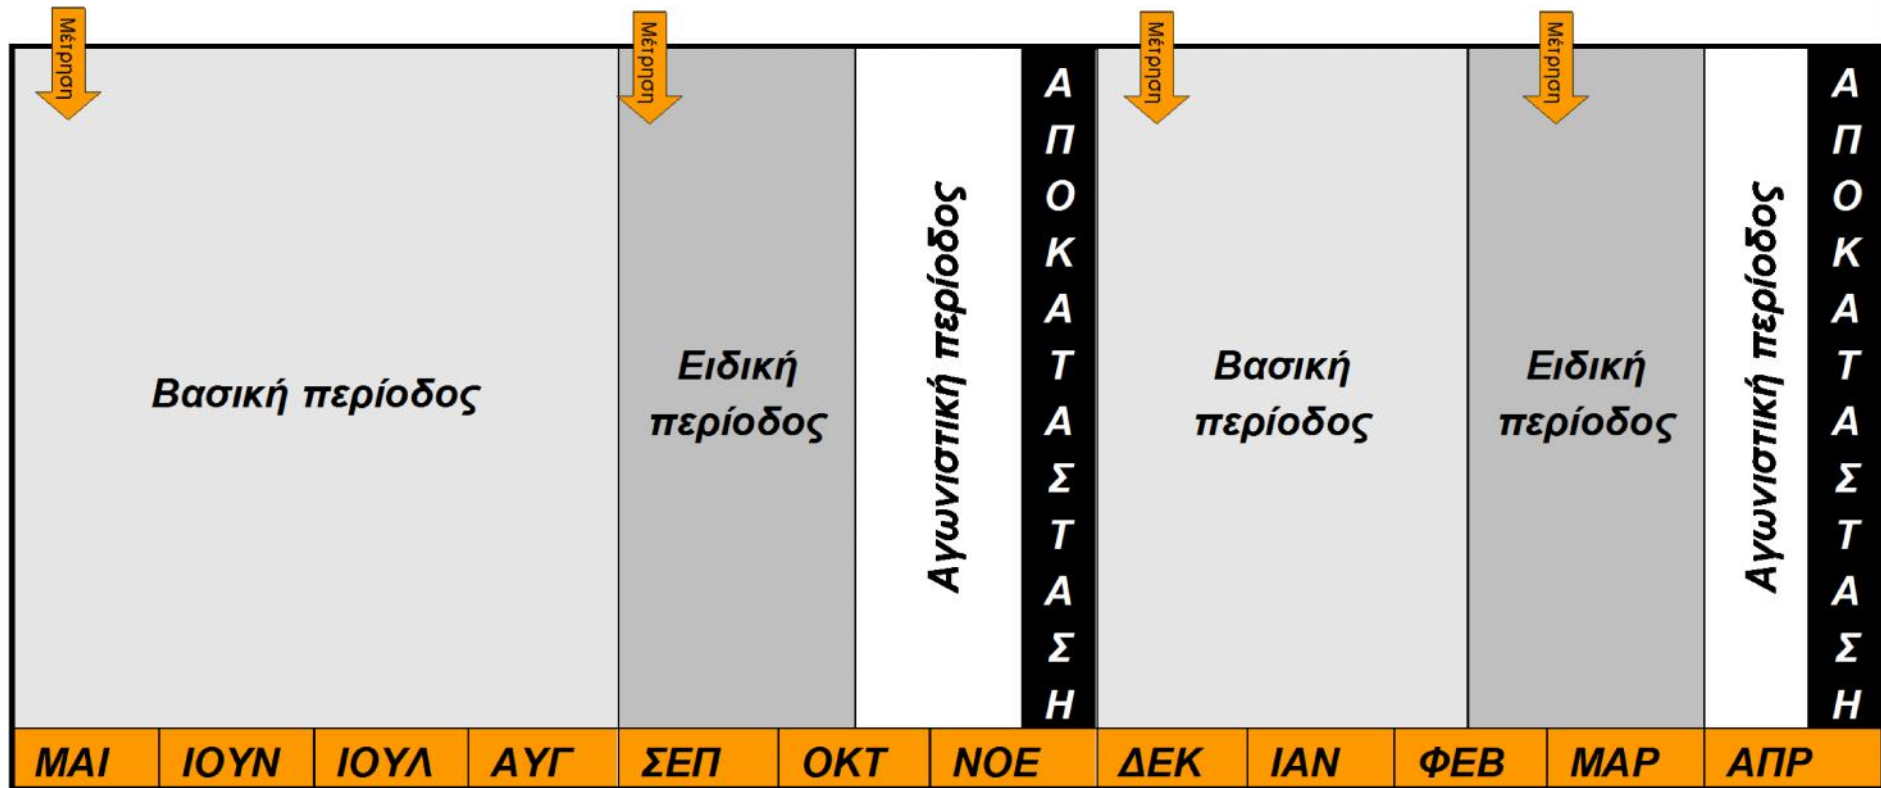 Μέτρηση
Μέτρηση
Μέτρηση
Μέτρηση
Βασική περίοδος
Ειδική
περίοδος
Αγωνιστική περίοδος
ΑΠΟΚΑΤΑΣΤΑΣΗ
Βασική
περίοδος
Ειδική
περίοδος
Αγωνιστική περίοδος
ΑΠΟΚΑΤΑΣΤΑΣΗ
ΜΑΙ ΙΟΥΝ ΙΟΥΛ ΑΥΓ ΣΕΠ ΟΚΤ ΝΟΕ ΔΕΚ ΙΑΝ ΦΕΒ ΜΑΡ ΑΠΡ